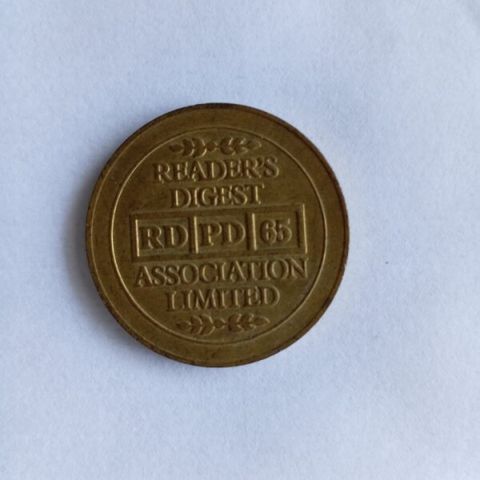 READER'S
DIGEST
RD PD 65
ASSOCIATION
LIMITED